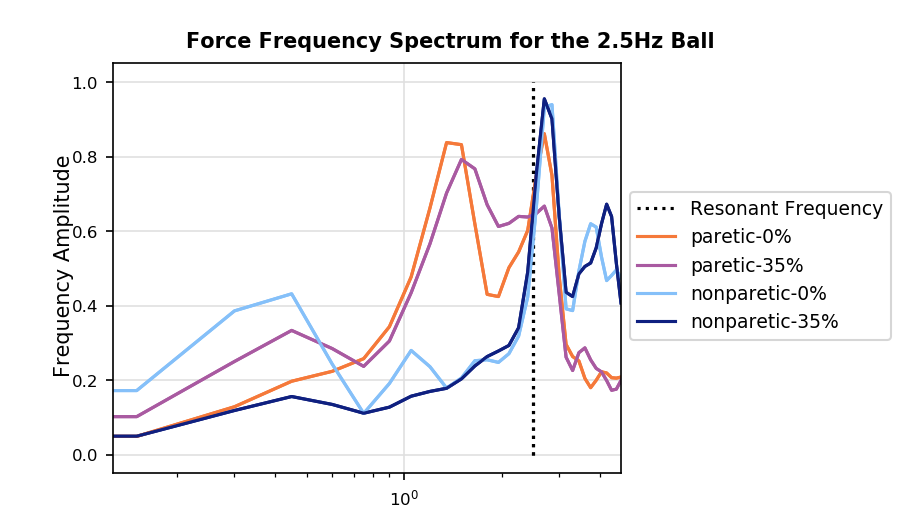 Force Frequency Spectrum for the 2.5Hz Ball
Frequency Amplitude
1.0
0.8
0.6
0.4
0.2
0.0
10⁰
Resonant Frequency
paretic-0%
paretic-35%
nonparetic-0%
nonparetic-35%